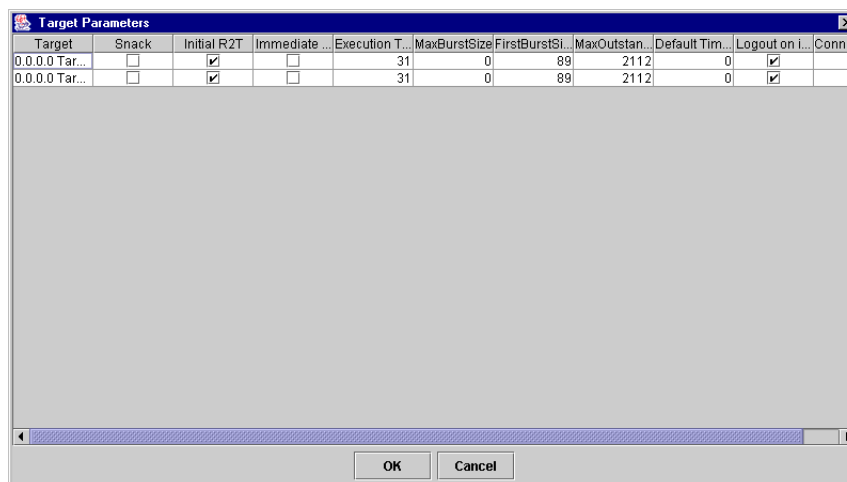 Target Parameters
Target Snack Initial R2T Immediate ... Execution T... MaxBurstSize FirstBurstSi... MaxOutstan... Default Tim... Logout on i... Conn
0.0.0.0 Tar... 31 0 89 2112 0
0.0.0.0 Tar... 31 0 89 2112 0
OK Cancel